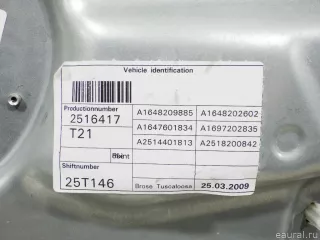 Vehicle identification
Productionnumber
2516417
T21
Shiftnumber
25T146
A1648209885 A1648202602
A1647601834 A1697202835
A2514401813 A2518200842
Brose Tuscaloosa 25.03.2009
© eaural.ru